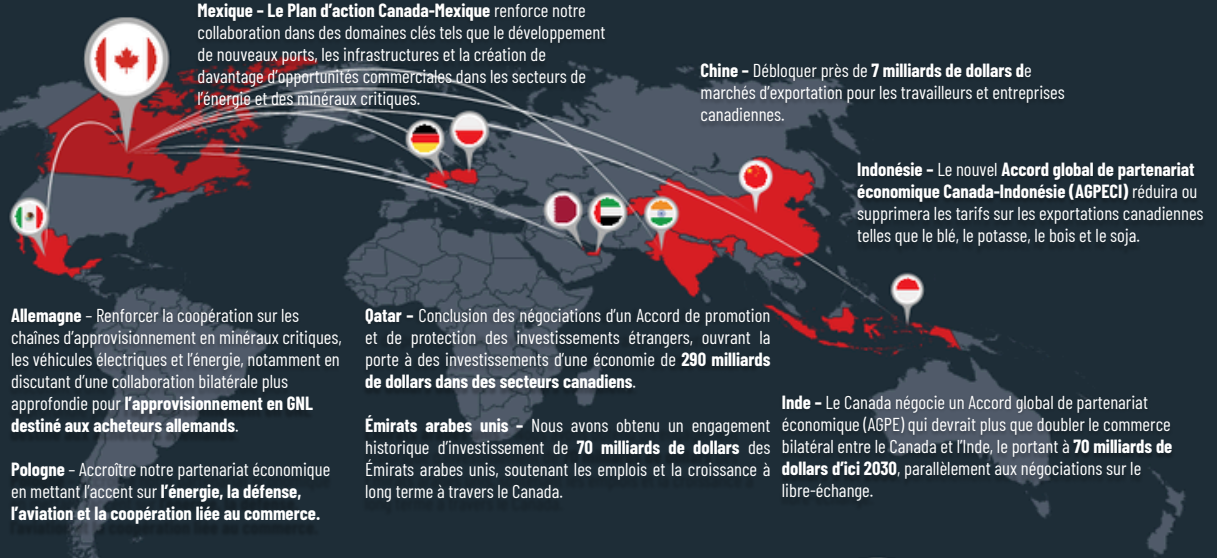 Mexique – Le Plan d'action Canada-Mexique renforce notre
collaboration dans des domaines clés tels que le développement
de nouveaux ports, les infrastructures et la création de
davantage d'opportunités commerciales dans les secteurs de
l'énergie et des minéraux critiques.
Chine – Débloquer près de 7 milliards de dollars de
marchés d'exportation pour les travailleurs et entreprises
canadiennes.
Indonésie – Le nouvel Accord global de partenariat
économique Canada-Indonésie (AGPECI) réduira ou
supprimera les tarifs sur les exportations canadiennes
telles que le blé, le potasse, le bois et le soja.
Allemagne – Renforcer la coopération sur les
chaînes d'approvisionnement en minéraux critiques,
les véhicules électriques et l'énergie, notamment en
discutant d'une collaboration bilatérale plus
approfondie pour l'approvisionnement en GNL
destiné aux acheteurs allemands.
Pologne – Accroître notre partenariat économique
en mettant l'accent sur l'énergie, la défense,
l'aviation et la coopération liée au commerce.
Qatar – Conclusion des négociations d'un Accord de promotion
et de protection des investissements étrangers, ouvrant la
porte à des investissements d'une économie de 290 milliards
de dollars dans des secteurs canadiens.
Émirats arabes unis – Nous avons obtenu un engagement
historique d'investissement de 70 milliards de dollars des
Émirats arabes unis, soutenant les emplois et la croissance à
long terme à travers le Canada.
Inde – Le Canada négocie un Accord global de partenariat
économique (AGPE) qui devrait plus que doubler le commerce
bilatéral entre le Canada et l'Inde, le portant à 70 milliards de
dollars d'ici 2030, parallèlement aux négociations sur le
libre-échange.